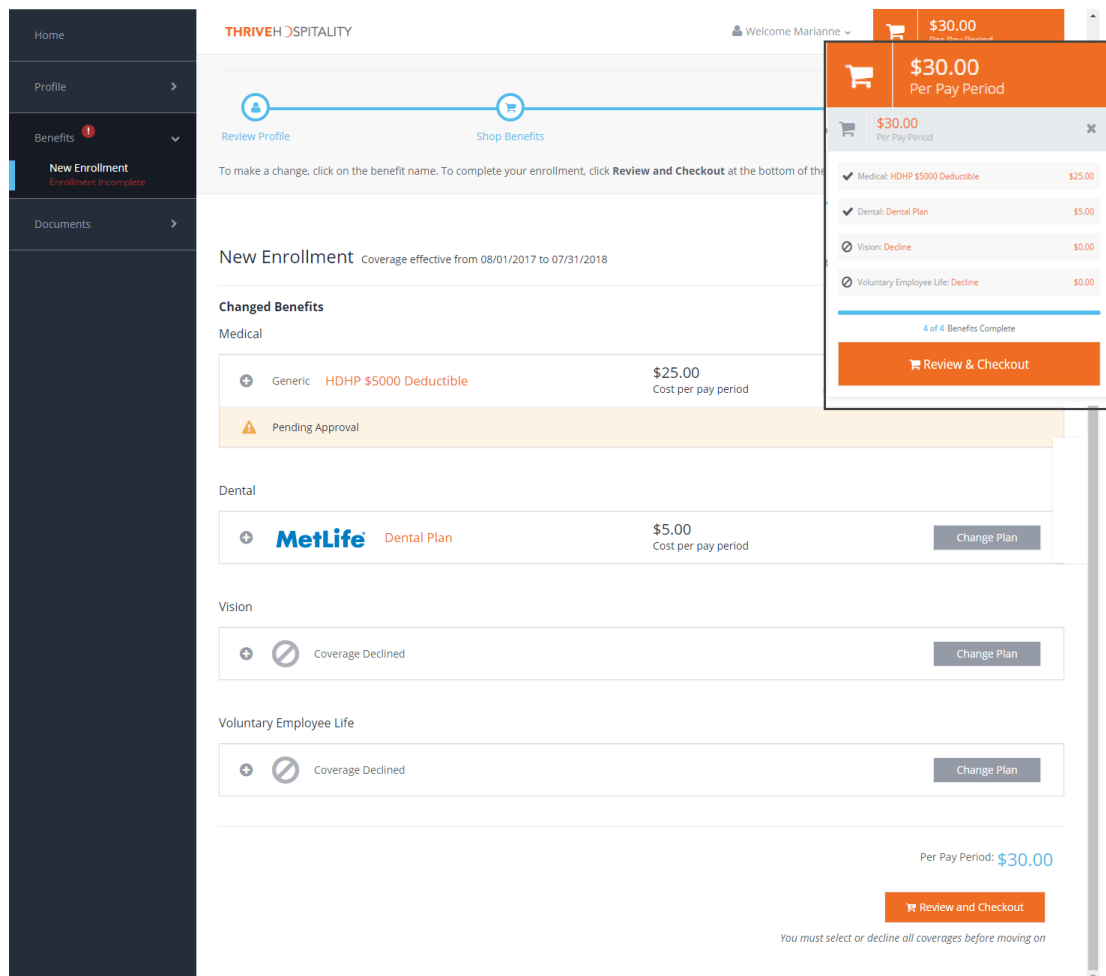 Home
Profile
Benefits !
New Enrollment
Enrollment Incomplete
Documents
THRIVEHOSPITALITY
Welcome Marianne
$30.00
Per Pay Period
$30.00
Per Pay Period
$30.00
Per Pay Period
Medical: HDHP $5000 Deductible $25.00
Dental: Dental Plan $5.00
Vision: Decline $0.00
Voluntary Employee Life: Decline $0.00
4 of 4 Benefits Complete
Review & Checkout
Review Profile
Shop Benefits
To make a change, click on the benefit name. To complete your enrollment, click Review and Checkout at the bottom of the
New Enrollment Coverage effective from 08/01/2017 to 07/31/2018
Changed Benefits
Medical
Generic HDHP $5000 Deductible $25.00
Cost per pay period
Pending Approval
Dental
MetLife Dental Plan $5.00
Cost per pay period
Change Plan
Vision
Coverage Declined Change Plan
Voluntary Employee Life
Coverage Declined Change Plan
Per Pay Period: $30.00
Review and Checkout
You must select or decline all coverages before moving on